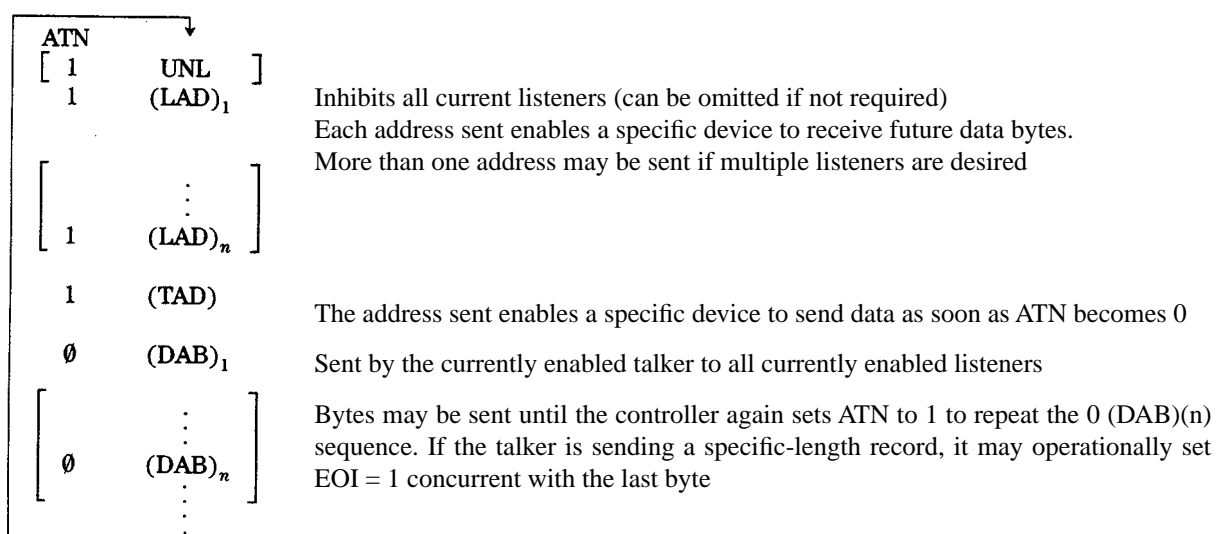 ATN
[ 1 UNL ]
1 (LAD)₁ Inhibits all current listeners (can be omitted if not required)
Each address sent enables a specific device to receive future data bytes.
More than one address may be sent if multiple listeners are desired
1 (LAD)ₙ
1 (TAD)
The address sent enables a specific device to send data as soon as ATN becomes 0
Ø (DAB)₁ Sent by the currently enabled talker to all currently enabled listeners
Bytes may be sent until the controller again sets ATN to 1 to repeat the 0 (DAB)(n)
sequence. If the talker is sending a specific-length record, it may operationally set
Ø (DAB)ₙ EOI = 1 concurrent with the last byte